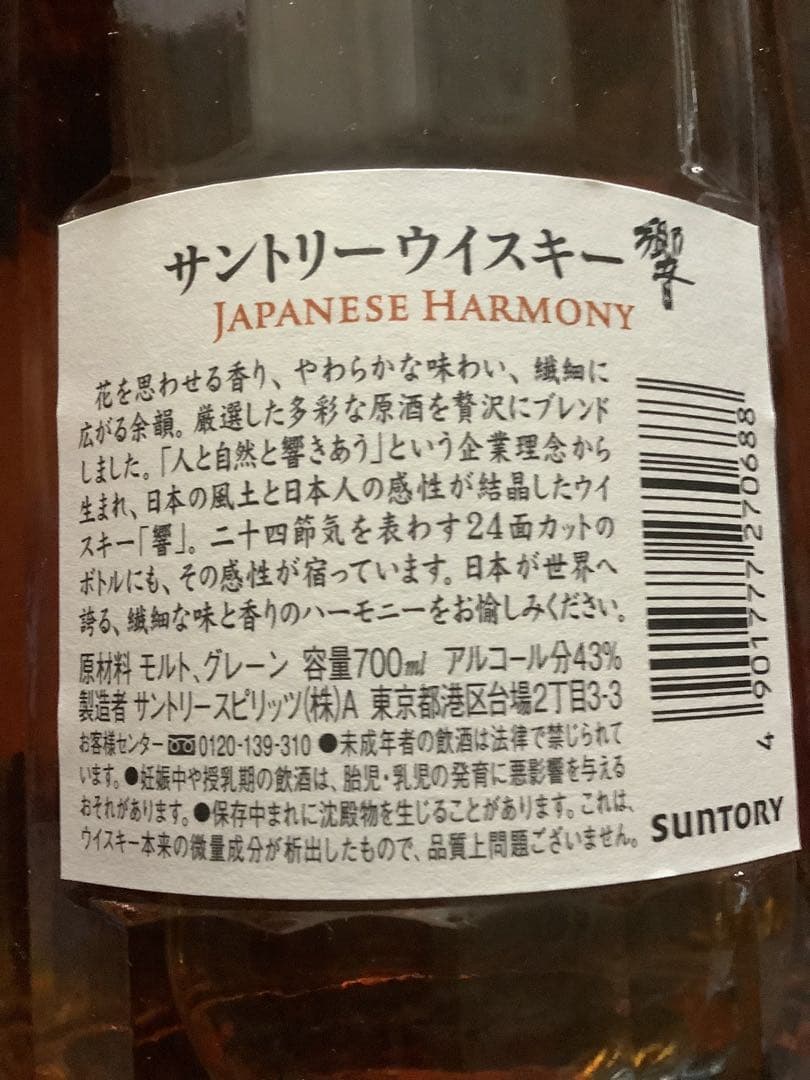 サントリーウイスキー 響
JAPANESE HARMONY
花を思わせる香り、やわらかな味わい、繊細に
広がる余韻。厳選した多彩な原酒を贅沢にブレンド
しました。「人と自然と響きあう」という企業理念から
生まれ、日本の風土と日本人の感性が結晶したウイ
スキー「響」。二十四節気を表わす24面カットの
ボトルにも、その感性が宿っています。日本が世界へ
誇る、繊細な味と香りのハーモニーをお愉しみください。
原材料 モルト、グレーン 容量700ml アルコール分43%
製造者 サントリースピリッツ(株)A 東京都港区台場2丁目3-3
お客様センター 0120-139-310 ●未成年者の飲酒は法律で禁じられて
います。●妊娠中や授乳期の飲酒は、胎児・乳児の発育に悪影響を与える
おそれがあります。●保存中まれに沈殿物を生じることがあります。これは、
ウイスキー本来の微量成分が析出したもので、品質上問題ございません。
4 901777 270688
SUNTORY